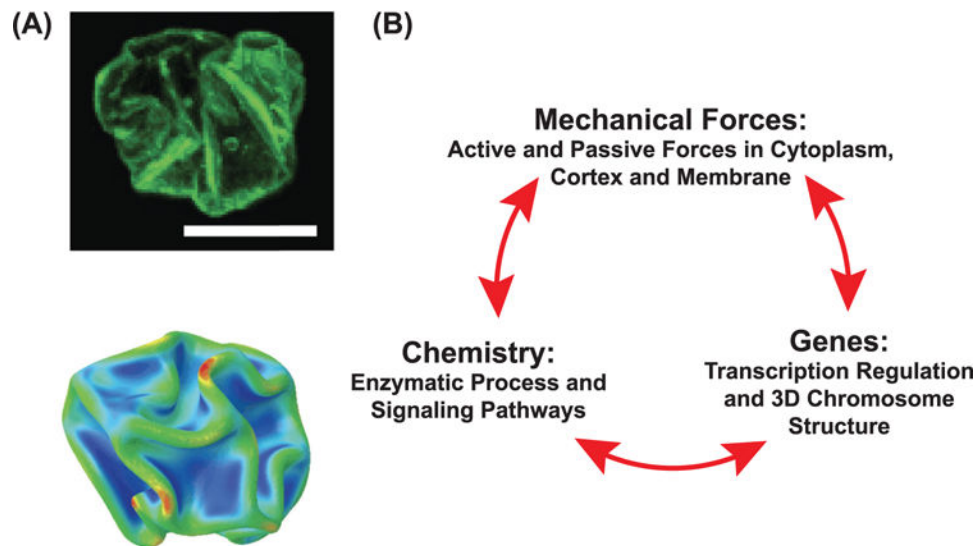 (A)
(B)
Mechanical Forces:
Active and Passive Forces in Cytoplasm,
Cortex and Membrane
Chemistry:
Enzymatic Process and
Signaling Pathways
Genes:
Transcription Regulation
and 3D Chromosome
Structure